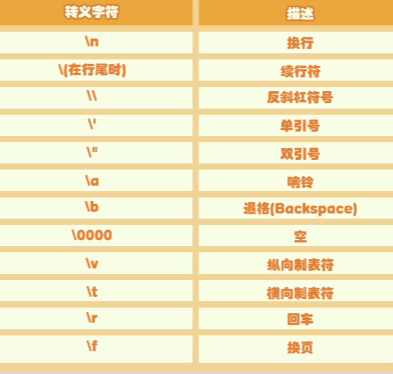 转义字符 描述
\n 换行
\(在行尾时) 续行符
\\ 反斜杠符号
\' 单引号
\" 双引号
\a 响铃
\b 退格(Backspace)
\0000 空
\v 纵向制表符
\t 横向制表符
\r 回车
\f 换页